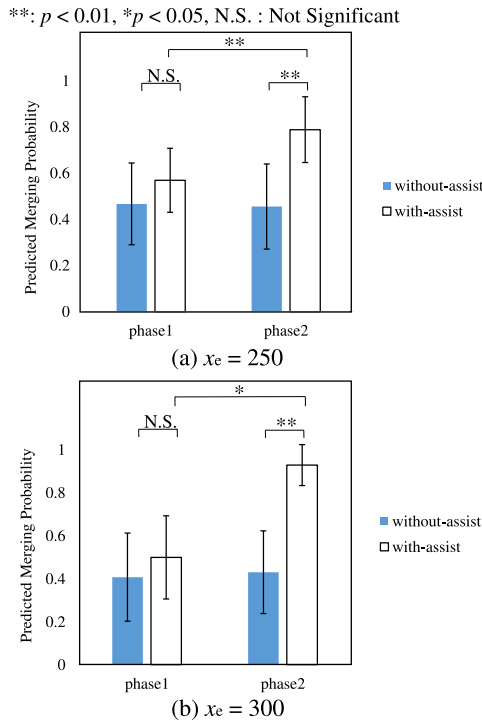 **: p < 0.01, *p < 0.05, N.S. : Not Significant
**
N.S.
**
1
0.8
0.6
0.4
0.2
0
Predicted Merging Probability
without-assist
with-assist
phase1 phase2
(a) xe = 250
*
N.S.
**
1
0.8
0.6
0.4
0.2
0
Predicted Merging Probability
without-assist
with-assist
phase1 phase2
(b) xe = 300